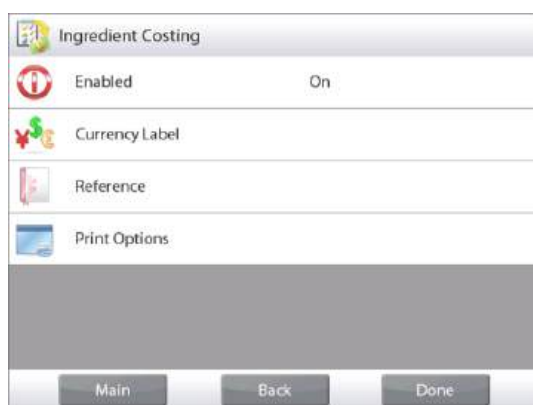 Ingredient Costing
Enabled On
Currency Label
Reference
Print Options
Main Back Done